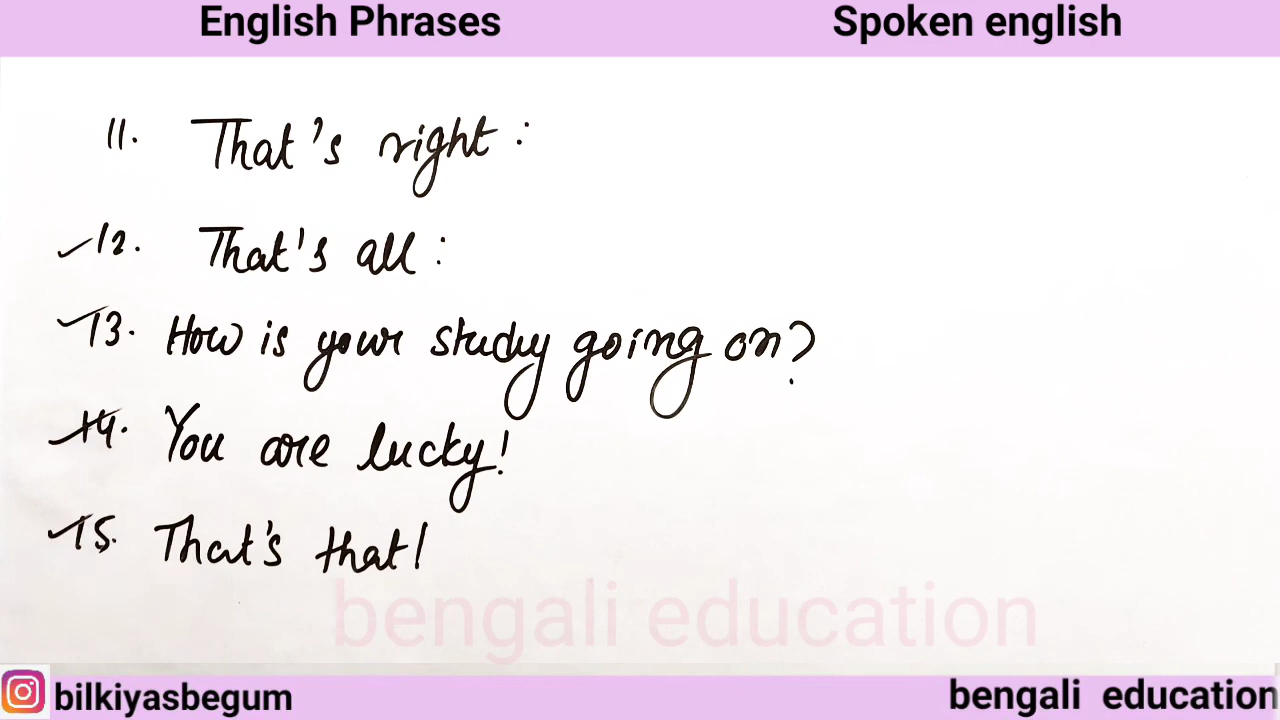 English Phrases Spoken english
11. That's right :
12. That's all :
13. How is your study going on?
14. You are lucky!
15. That's that!
bengali education
bilkiyasbegum bengali education